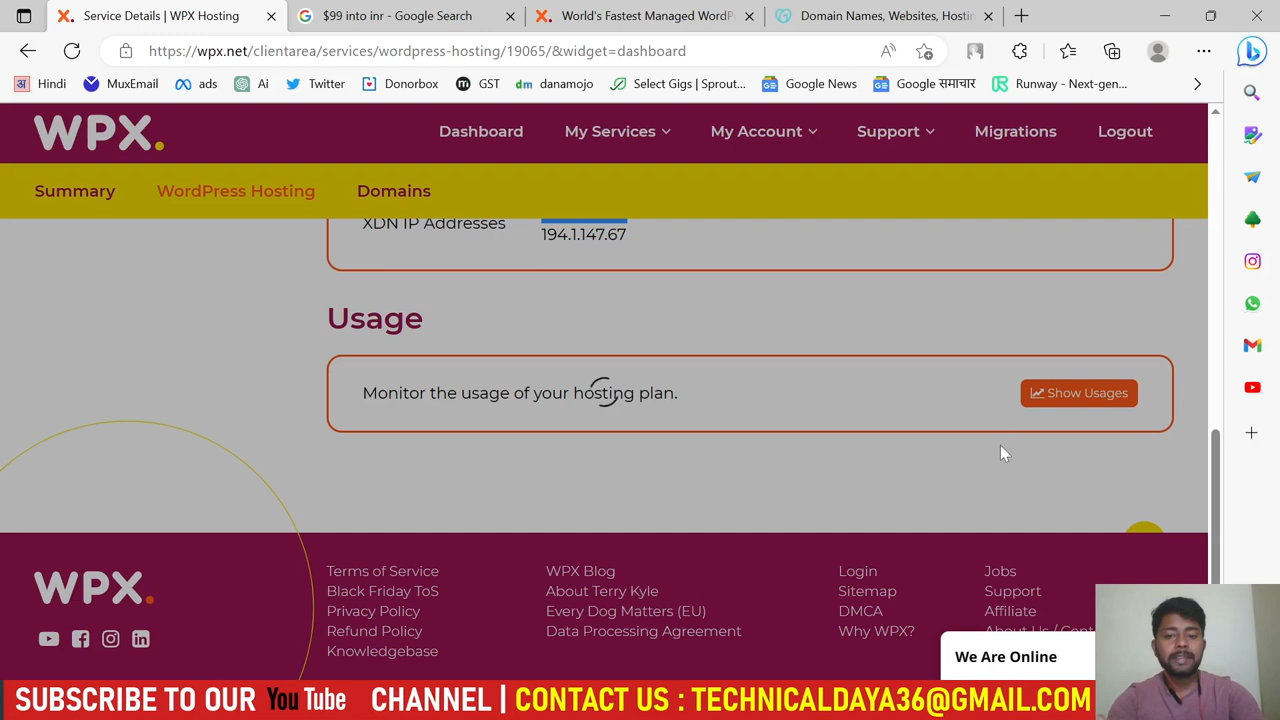 Service Details | WPX Hosting
$99 into inr - Google Search
World's Fastest Managed WordPr
Domain Names, Websites, Hostin
https://wpx.net/clientarea/services/wordpress-hosting/19065/&widget=dashboard
अ Hindi
MuxEmail
ads
Ai
Twitter
Donorbox
m GST
dm danamojo
Select Gigs | Sprout...
Google News
Google समाचार
Runway - Next-gen...
WPX.
Dashboard
My Services
My Account
Support
Migrations
Logout
Summary
WordPress Hosting
Domains
XDN IP Addresses
194.1.147.67
Usage
Monitor the usage of your hosting plan.
Show Usages
WPX.
Terms of Service
Black Friday ToS
Privacy Policy
Refund Policy
Knowledgebase
WPX Blog
About Terry Kyle
Every Dog Matters (EU)
Data Processing Agreement
Login
Sitemap
DMCA
Why WPX?
Jobs
Support
Affiliate
About Us / Cont
We Are Online
SUBSCRIBE TO OUR YouTube CHANNEL | CONTACT US : TECHNICALDAYA36@GMAIL.COM